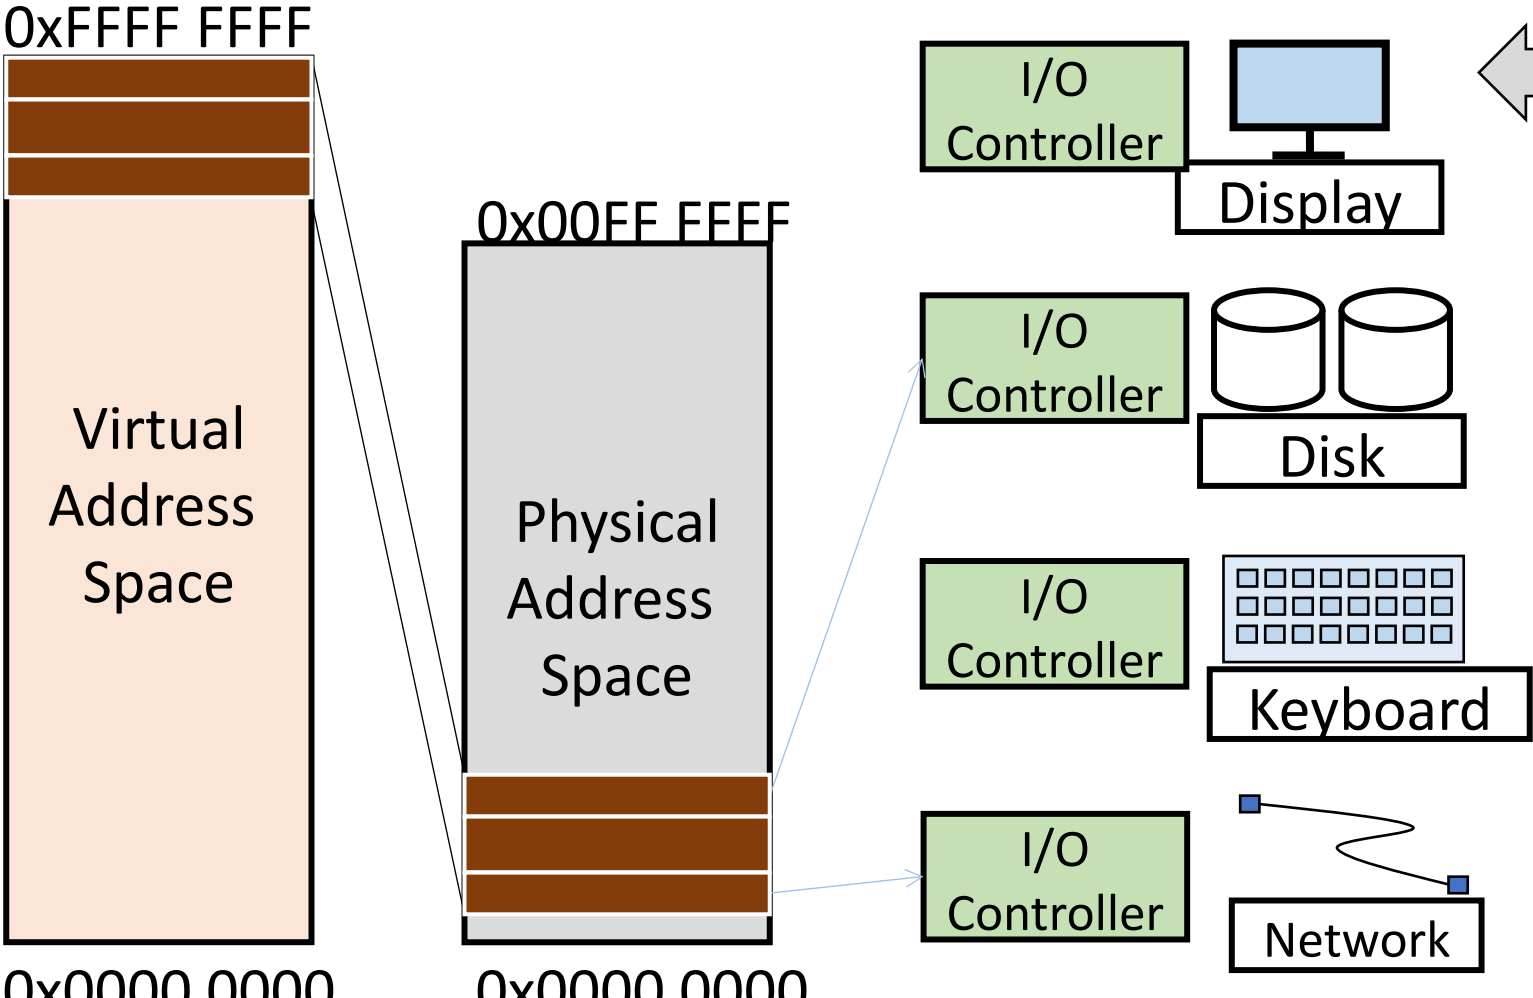 0xFFFF FFFF
Virtual
Address
Space
0x0000 0000
0x00FF FFFF
Physical
Address
Space
0x0000 0000
I/O
Controller
Display
I/O
Controller
Disk
I/O
Controller
Keyboard
I/O
Controller
Network